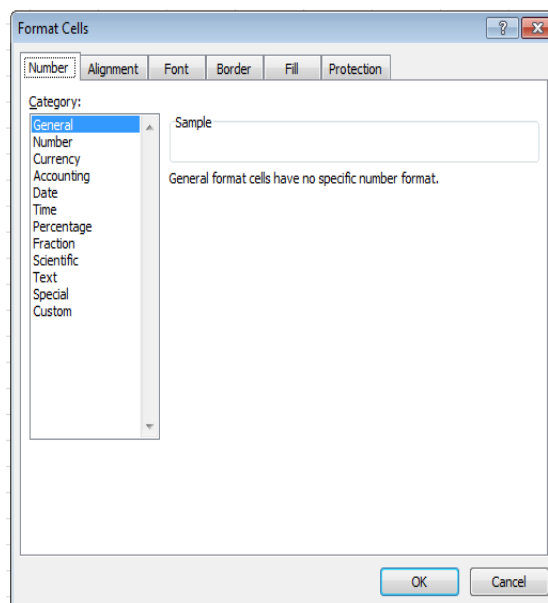 Format Cells
Number Alignment Font Border Fill Protection
Category:
General
Number
Currency
Accounting
Date
Time
Percentage
Fraction
Scientific
Text
Special
Custom
Sample
General format cells have no specific number format.
OK Cancel